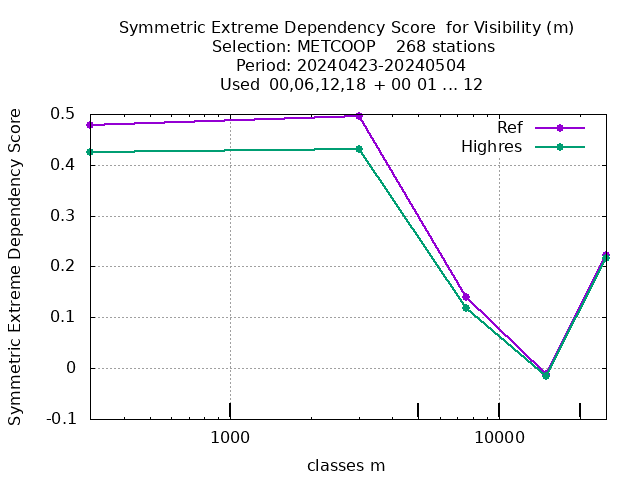 Symmetric Extreme Dependency Score  for Visibility (m)
Selection: METCOOP    268 stations
Period: 20240423-20240504
Used  00,06,12,18  + 00 01 ... 12
Symmetric Extreme Dependency Score
0.5
0.4
0.3
0.2
0.1
0
-0.1
Ref
Highres
1000
10000
classes m